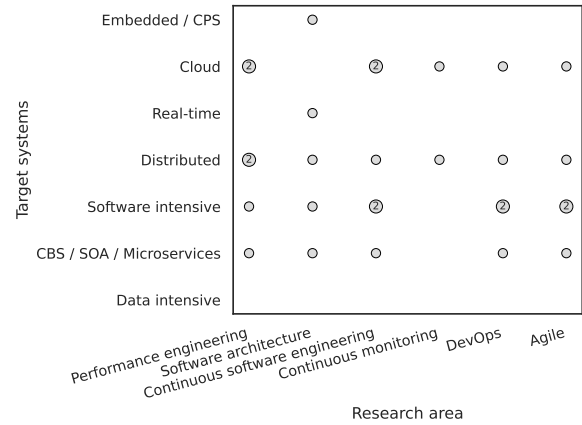 Embedded / CPS
Cloud
2 2
Real-time
Distributed
2
Software intensive
2 2 2
CBS / SOA / Microservices
Data intensive
Target systems
Performance engineering
Software architecture
Continuous software engineering
Continuous monitoring
DevOps
Agile
Research area